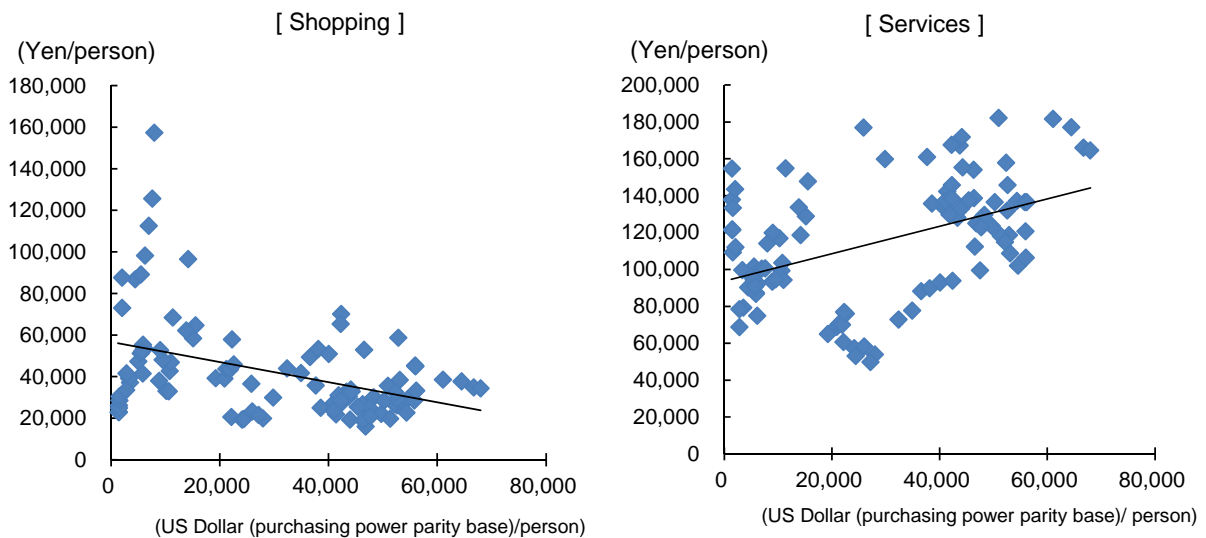 [ Shopping ]
(Yen/person)
180,000
160,000
140,000
120,000
100,000
80,000
60,000
40,000
20,000
0
0 20,000 40,000 60,000 80,000
(US Dollar (purchasing power parity base)/person)
[ Services ]
(Yen/person)
200,000
180,000
160,000
140,000
120,000
100,000
80,000
60,000
40,000
20,000
0
0 20,000 40,000 60,000 80,000
(US Dollar (purchasing power parity base)/ person)